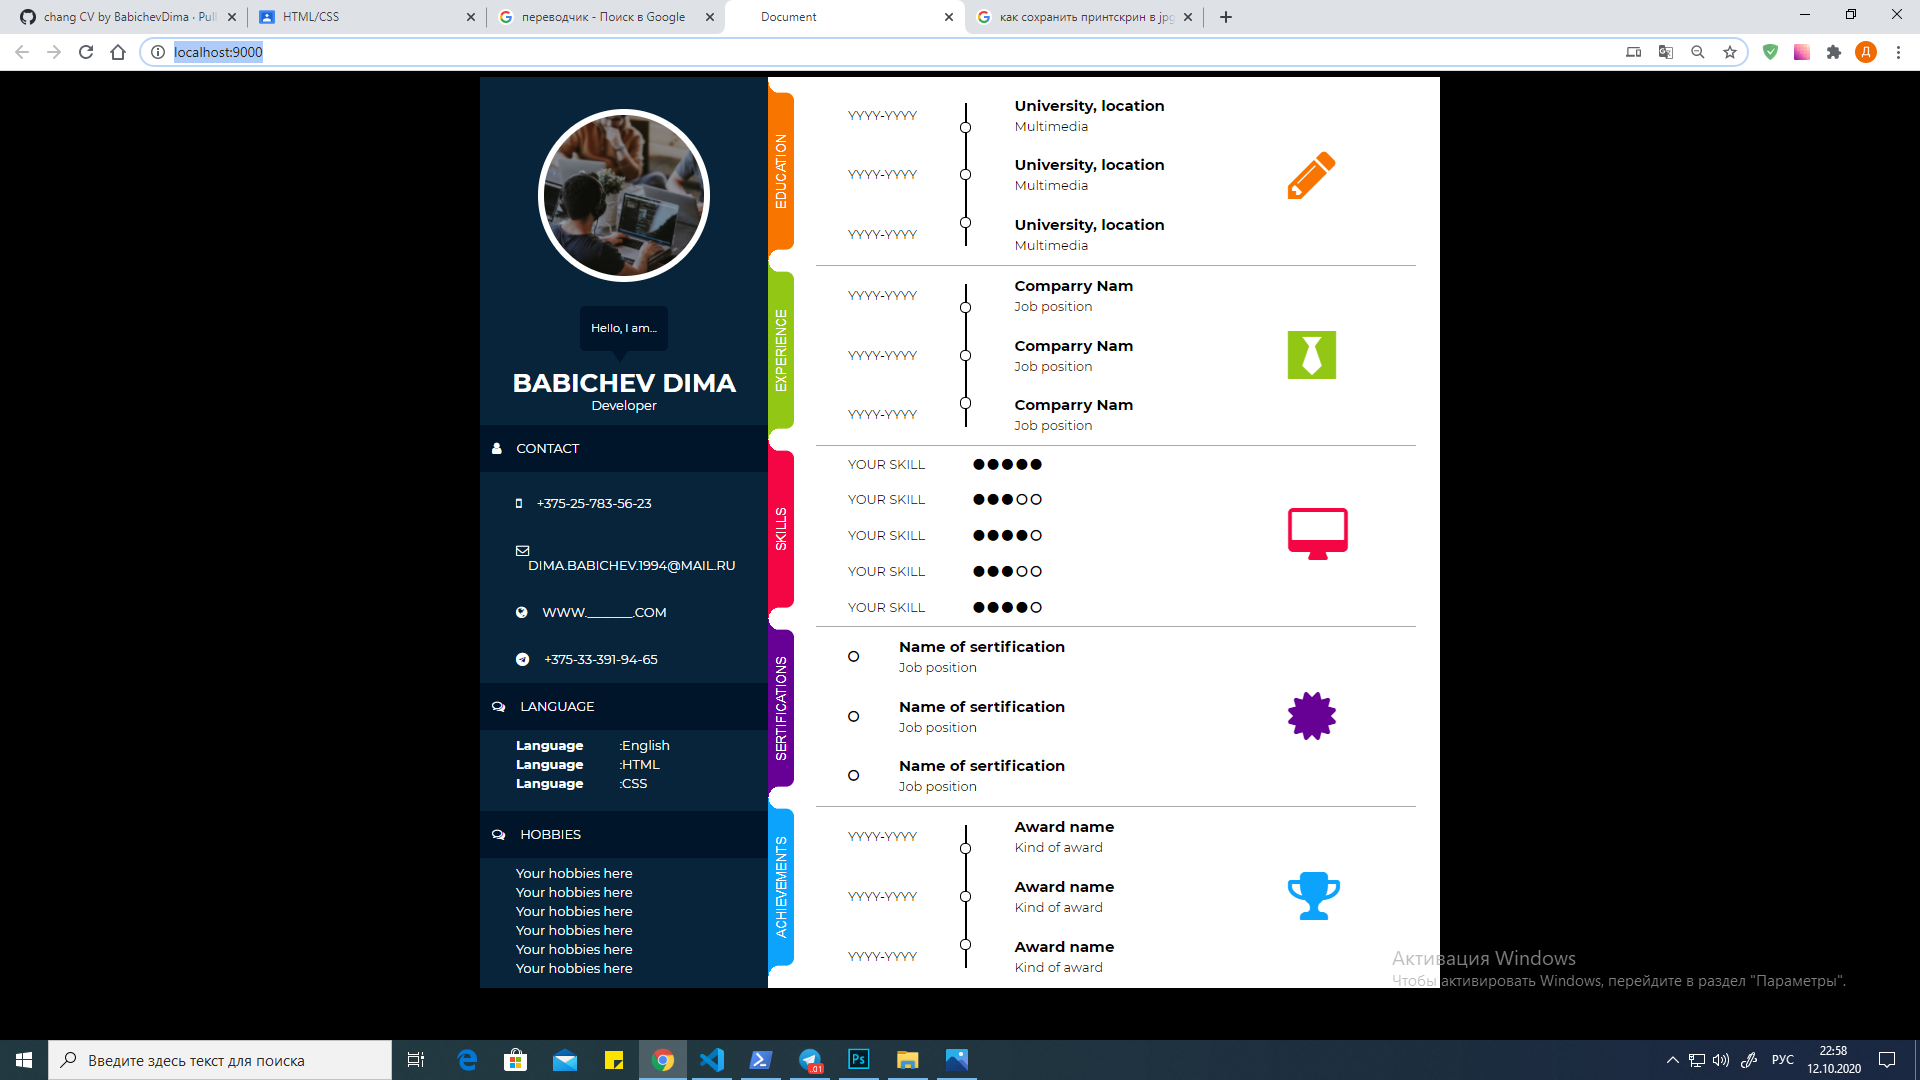 chang CV by BabichevDima · Pull
HTML/CSS
переводчик - Поиск в Google
Document
как сохранить принтскрин в jpg
localhost:9000
Д
Hello, I am...
BABICHEV DIMA
Developer
CONTACT
+375-25-783-56-23
DIMA.BABICHEV.1994@MAIL.RU
WWW.________.COM
+375-33-391-94-65
LANGUAGE
Language :English
Language :HTML
Language :CSS
HOBBIES
Your hobbies here
Your hobbies here
Your hobbies here
Your hobbies here
Your hobbies here
Your hobbies here
EDUCATION
YYYY-YYYY
University, location
Multimedia
YYYY-YYYY
University, location
Multimedia
YYYY-YYYY
University, location
Multimedia
EXPERIENCE
YYYY-YYYY
Comparry Nam
Job position
YYYY-YYYY
Comparry Nam
Job position
YYYY-YYYY
Comparry Nam
Job position
SKILLS
YOUR SKILL
YOUR SKILL
YOUR SKILL
YOUR SKILL
YOUR SKILL
SERTIFICATIONS
Name of sertification
Job position
Name of sertification
Job position
Name of sertification
Job position
ACHIEVEMENTS
YYYY-YYYY
Award name
Kind of award
YYYY-YYYY
Award name
Kind of award
YYYY-YYYY
Award name
Kind of award
Активация Windows
Чтобы активировать Windows, перейдите в раздел "Параметры".
Введите здесь текст для поиска
Ps
.01
РУС
22:58
12.10.2020